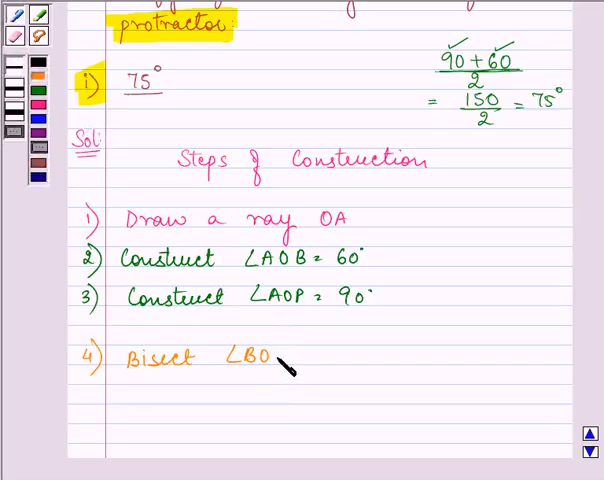 protractor:
i) 75°
90 + 60
2
= 150 = 75°
2
Sol:
Steps of Construction
1) Draw a ray OA
2) Construct ∠AOB = 60°
3) Construct ∠AOP = 90°
4) Bisect ∠BO